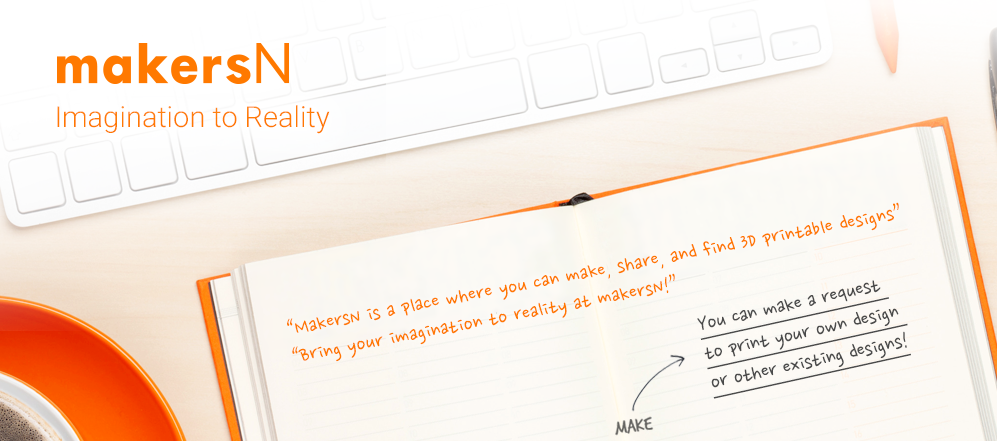 makersN
Imagination to Reality
“MakersN is a place where you can make, share, and find 3D printable designs”
“Bring your imagination to reality at makersN!”
You can make a request
to print your own design
or other existing designs!
MAKE